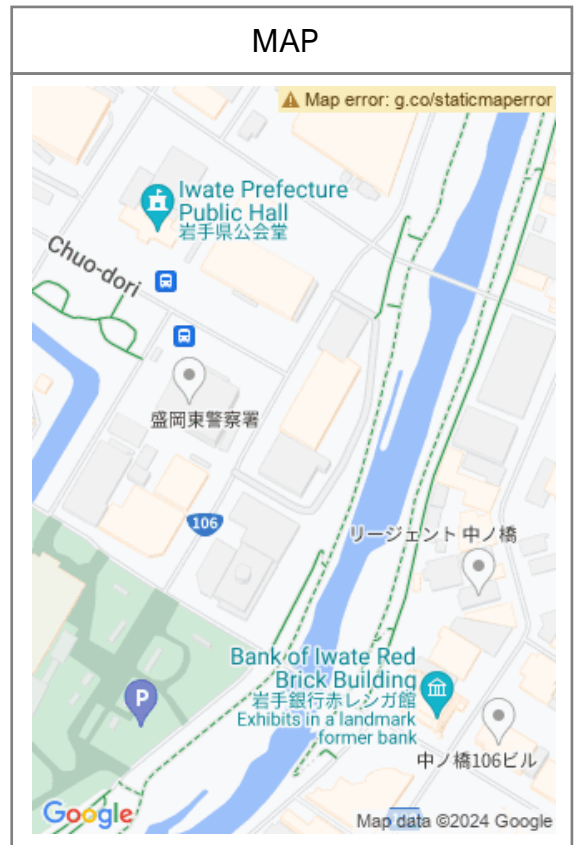 MAP
Map error: g.co/staticmaperror
Iwate Prefecture
Public Hall
岩手県公会堂
Chuo-dori
盛岡東警察署
106
リージェント 中ノ橋
Bank of Iwate Red
Brick Building
岩手銀行赤レンガ館
Exhibits in a landmark
former bank
P
中ノ橋106ビル
Google
Map data ©2024 Google